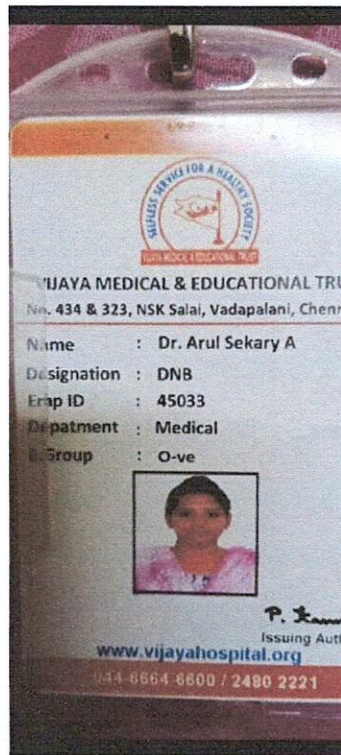 SELFLESS SERVICE FOR A HEALTHY SOCIETY
VIJAYA MEDICAL & EDUCATIONAL TRUST
VIJAYA MEDICAL & EDUCATIONAL TRU
No. 434 & 323, NSK Salai, Vadapalani, Chenn
Name : Dr. Arul Sekary A
Designation : DNB
Emp ID : 45033
Depatment : Medical
B.Group : O-ve
P.
Issuing Auth
www.vijayahospital.org
044-6664 6600 / 2480 2221